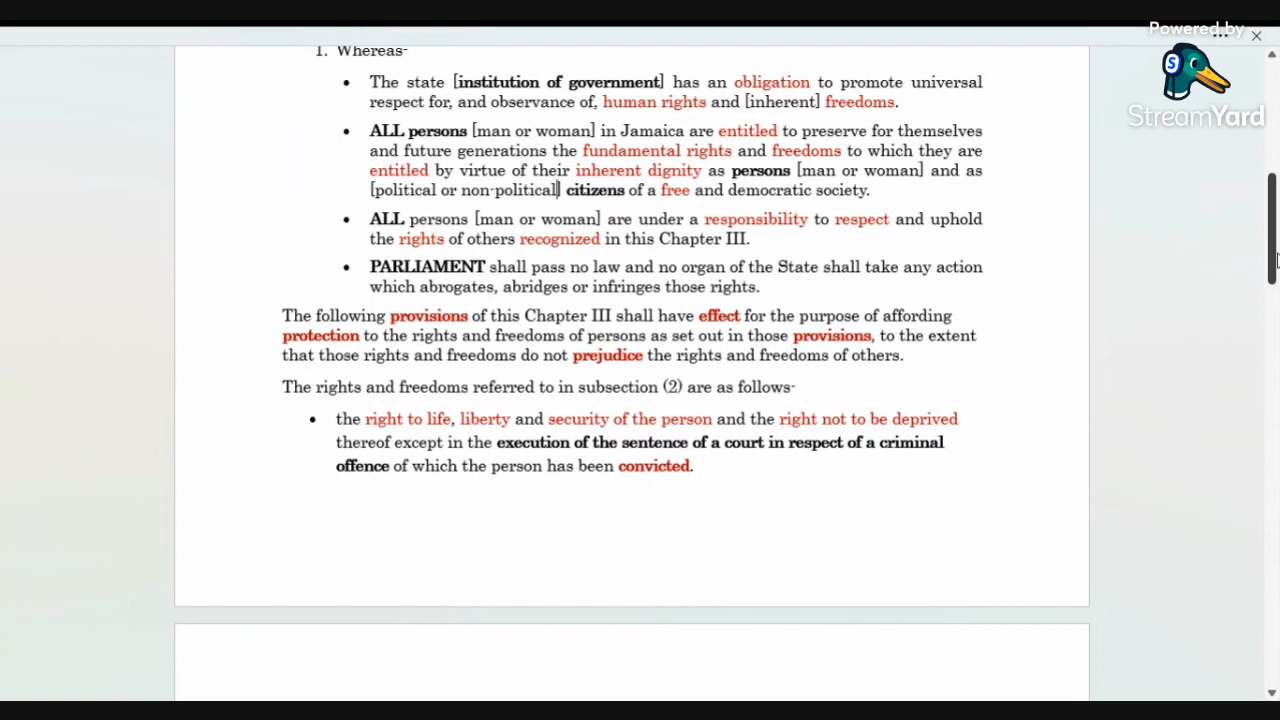 Powered by
StreamYard
1. Whereas-
• The state [institution of government] has an obligation to promote universal
respect for, and observance of, human rights and [inherent] freedoms.
• ALL persons [man or woman] in Jamaica are entitled to preserve for themselves
and future generations the fundamental rights and freedoms to which they are
entitled by virtue of their inherent dignity as persons [man or woman] and as
[political or non-political] citizens of a free and democratic society.
• ALL persons [man or woman] are under a responsibility to respect and uphold
the rights of others recognized in this Chapter III.
• PARLIAMENT shall pass no law and no organ of the State shall take any action
which abrogates, abridges or infringes those rights.
The following provisions of this Chapter III shall have effect for the purpose of affording
protection to the rights and freedoms of persons as set out in those provisions, to the extent
that those rights and freedoms do not prejudice the rights and freedoms of others.
The rights and freedoms referred to in subsection (2) are as follows-
• the right to life, liberty and security of the person and the right not to be deprived
thereof except in the execution of the sentence of a court in respect of a criminal
offence of which the person has been convicted.